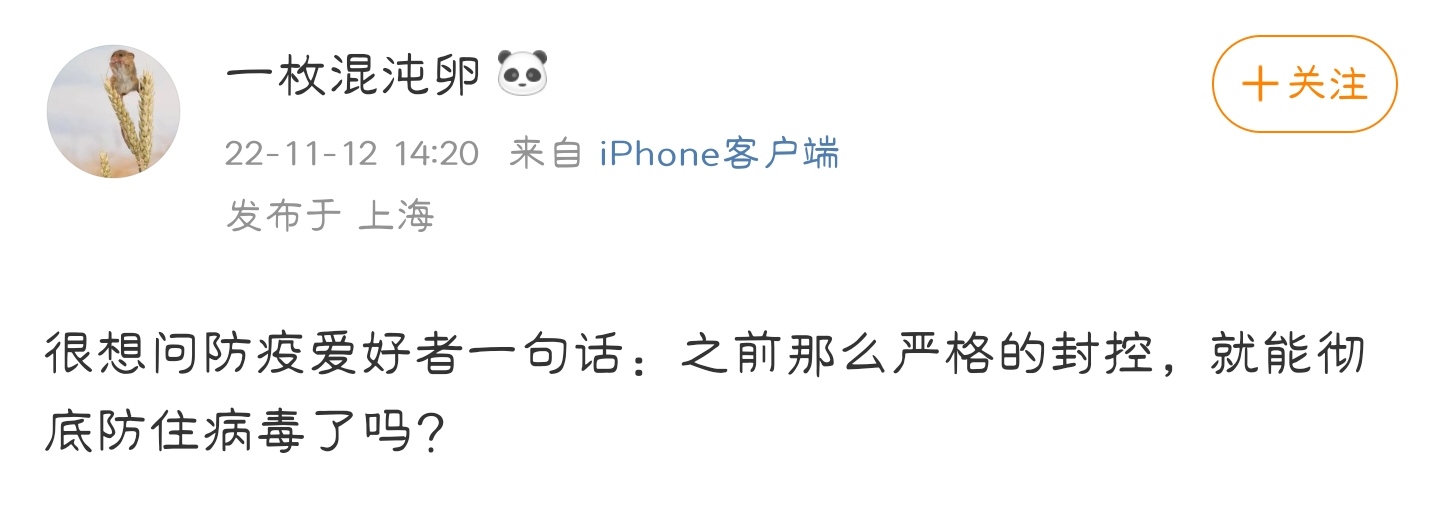 一枚混沌卵🐼
+关注
22-11-12 14:20 来自 iPhone客户端
发布于 上海
很想问防疫爱好者一句话：之前那么严格的封控，就能彻
底防住病毒了吗？